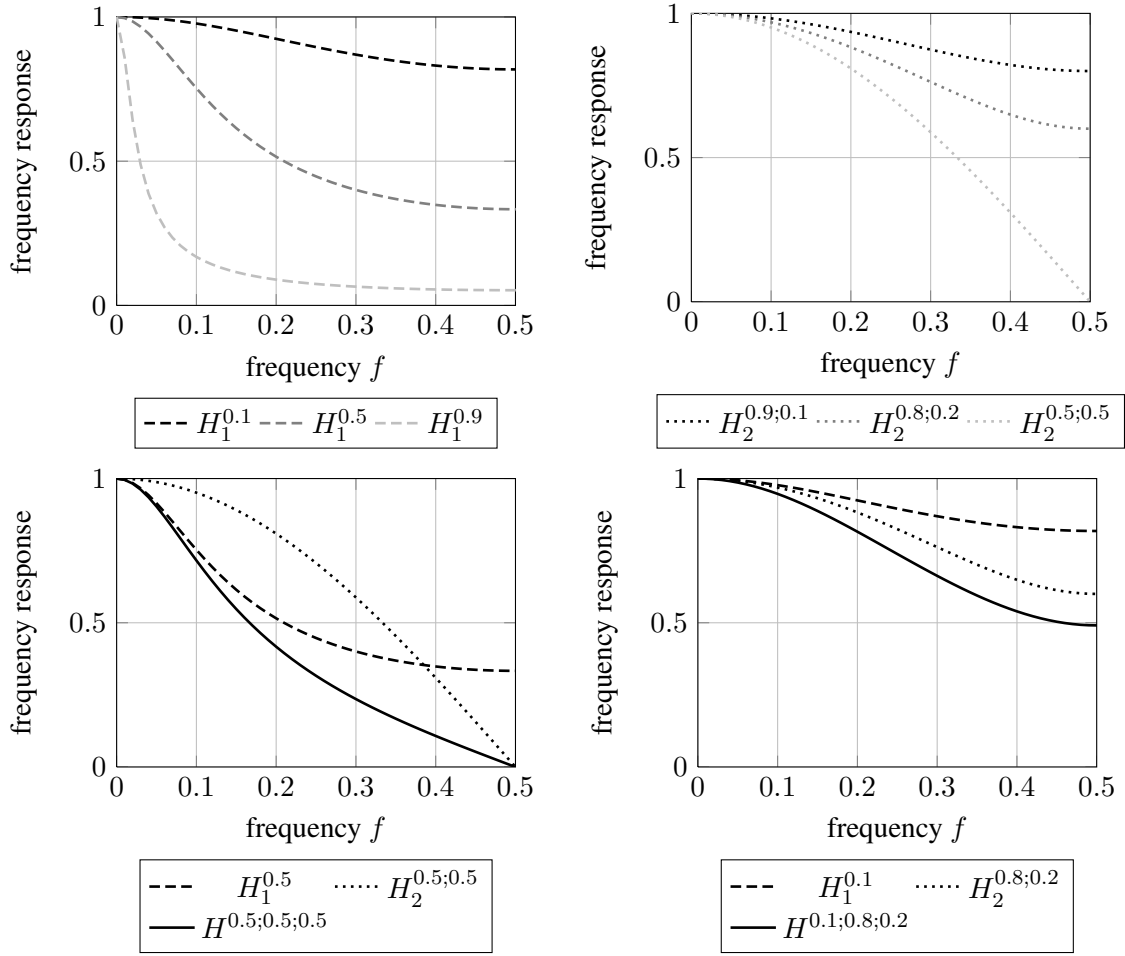 1
0.5
0
frequency response
0 0.1 0.2 0.3 0.4 0.5
frequency f
H_1^{0.1} H_1^{0.5} H_1^{0.9}
1
0.5
0
frequency response
0 0.1 0.2 0.3 0.4 0.5
frequency f
H_2^{0.9;0.1} H_2^{0.8;0.2} H_2^{0.5;0.5}
1
0.5
0
frequency response
0 0.1 0.2 0.3 0.4 0.5
frequency f
H_1^{0.5} H_2^{0.5;0.5}
H^{0.5;0.5;0.5}
1
0.5
0
frequency response
0 0.1 0.2 0.3 0.4 0.5
frequency f
H_1^{0.1} H_2^{0.8;0.2}
H^{0.1;0.8;0.2}